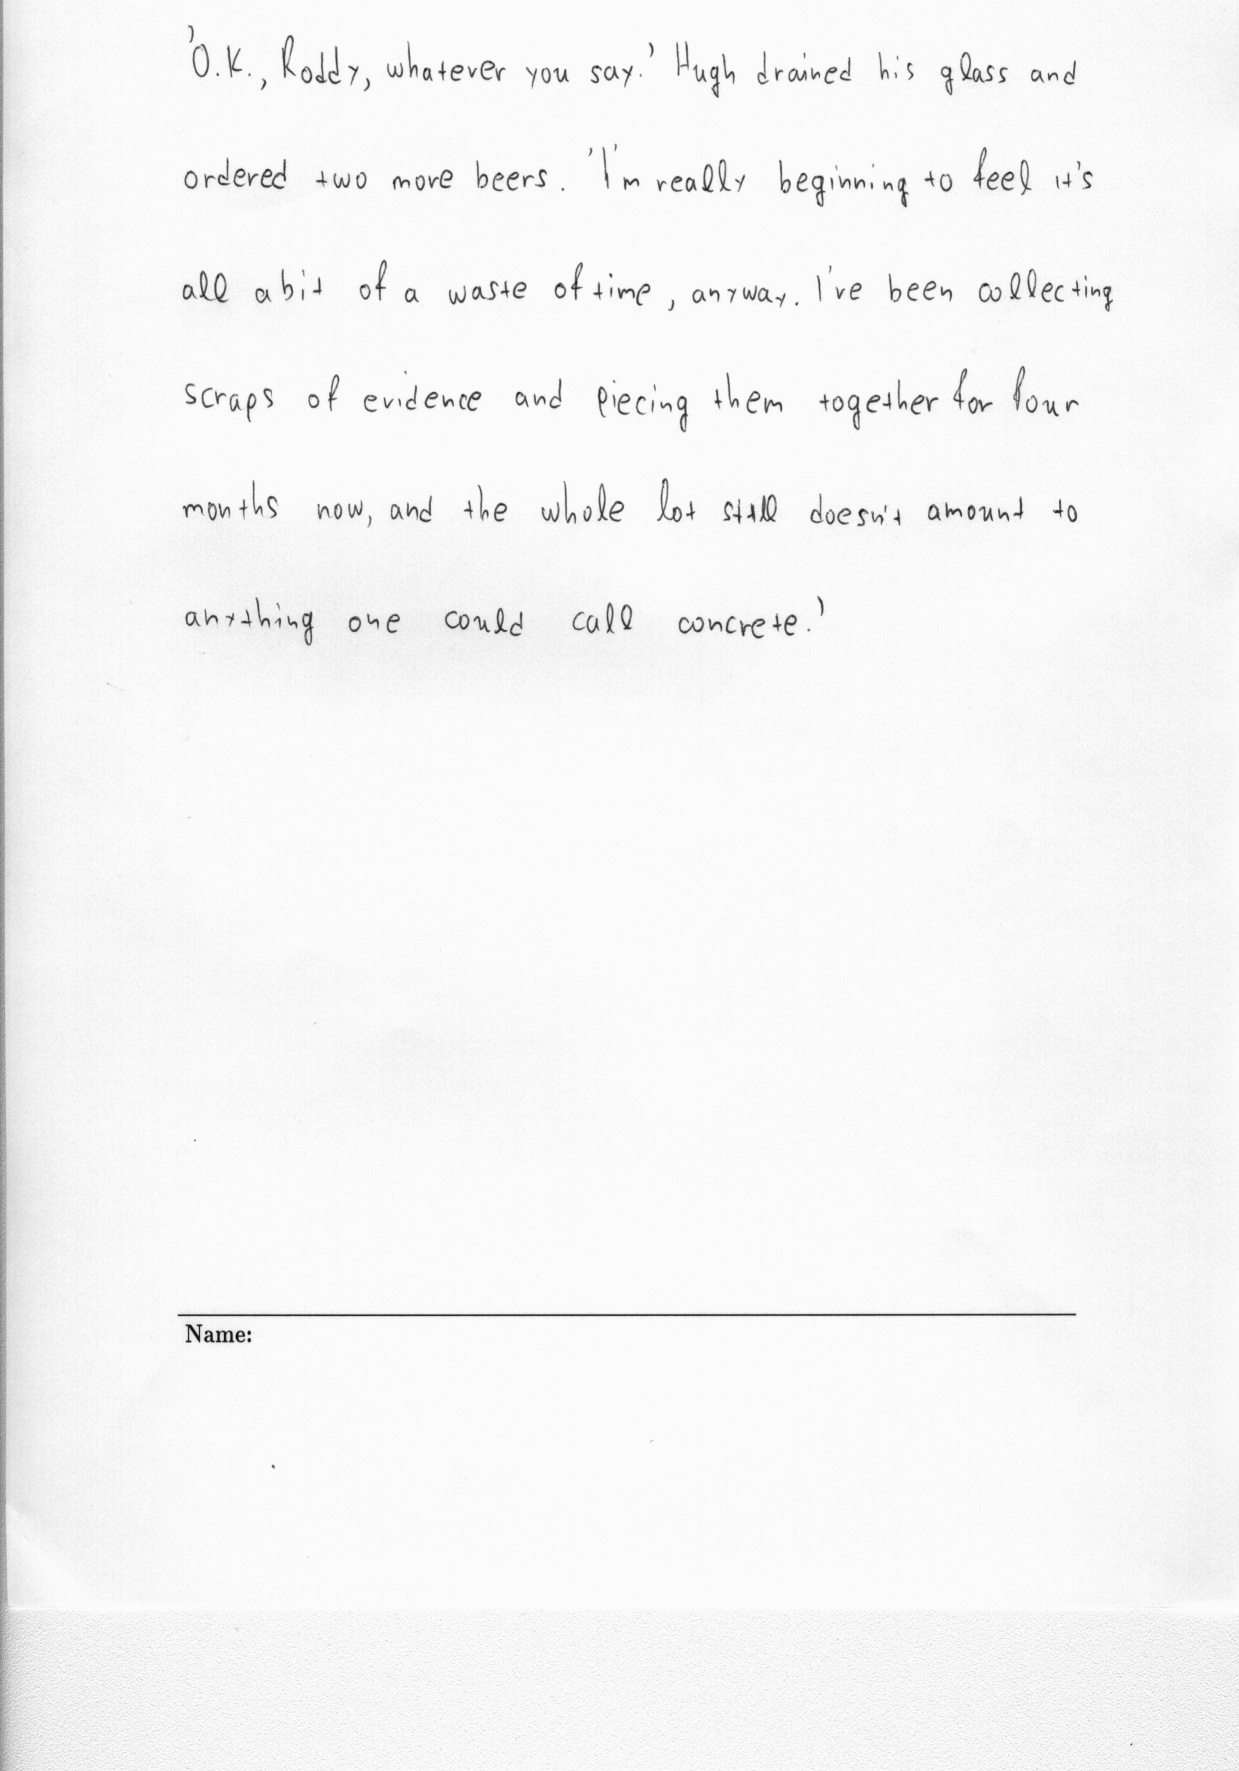 'O.K., Roddy, whatever you say.' Hugh drained his glass and
ordered two more beers. 'I'm really beginning to feel it's
all a bit of a waste of time, anyway. I've been collecting
scraps of evidence and piecing them together for four
months now, and the whole lot still doesn't amount to
anything one could call concrete.'
Name: